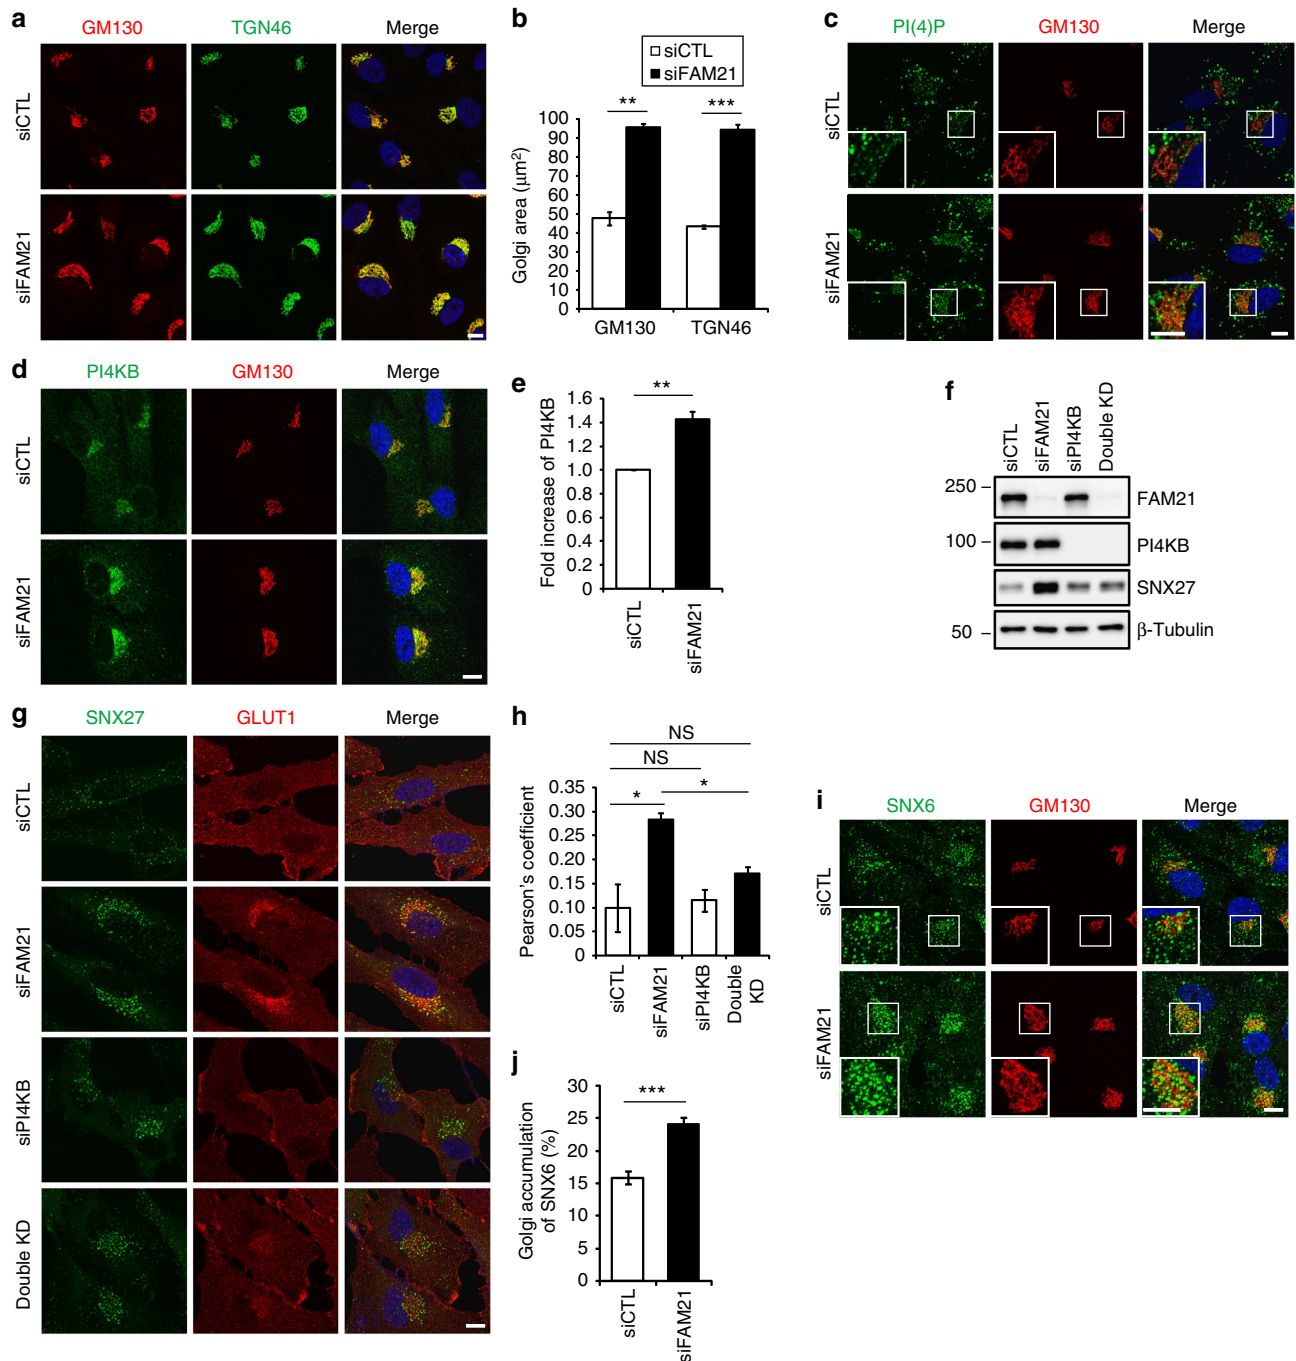 a
GM130 TGN46 Merge
siCTL
siFAM21
b
siCTL
siFAM21
** ***
Golgi area (μm²)
100
90
80
70
60
50
40
30
20
10
0
GM130 TGN46
c
PI(4)P GM130 Merge
siCTL
siFAM21
d
PI4KB GM130 Merge
siCTL
siFAM21
e
**
Fold increase of PI4KB
1.6
1.4
1.2
1.0
0.8
0.6
0.4
0.2
0
siCTL siFAM21
f
siCTL siFAM21 siPI4KB Double KD
250 – FAM21
100 – PI4KB
SNX27
50 – β-Tubulin
g
SNX27 GLUT1 Merge
siCTL
siFAM21
siPI4KB
Double KD
h
NS
NS
* *
Pearson's coefficient
0.35
0.30
0.25
0.20
0.15
0.10
0.05
0
siCTL siFAM21 siPI4KB Double KD
i
SNX6 GM130 Merge
siCTL
siFAM21
j
***
Golgi accumulation
of SNX6 (%)
30
25
20
15
10
5
0
siCTL siFAM21